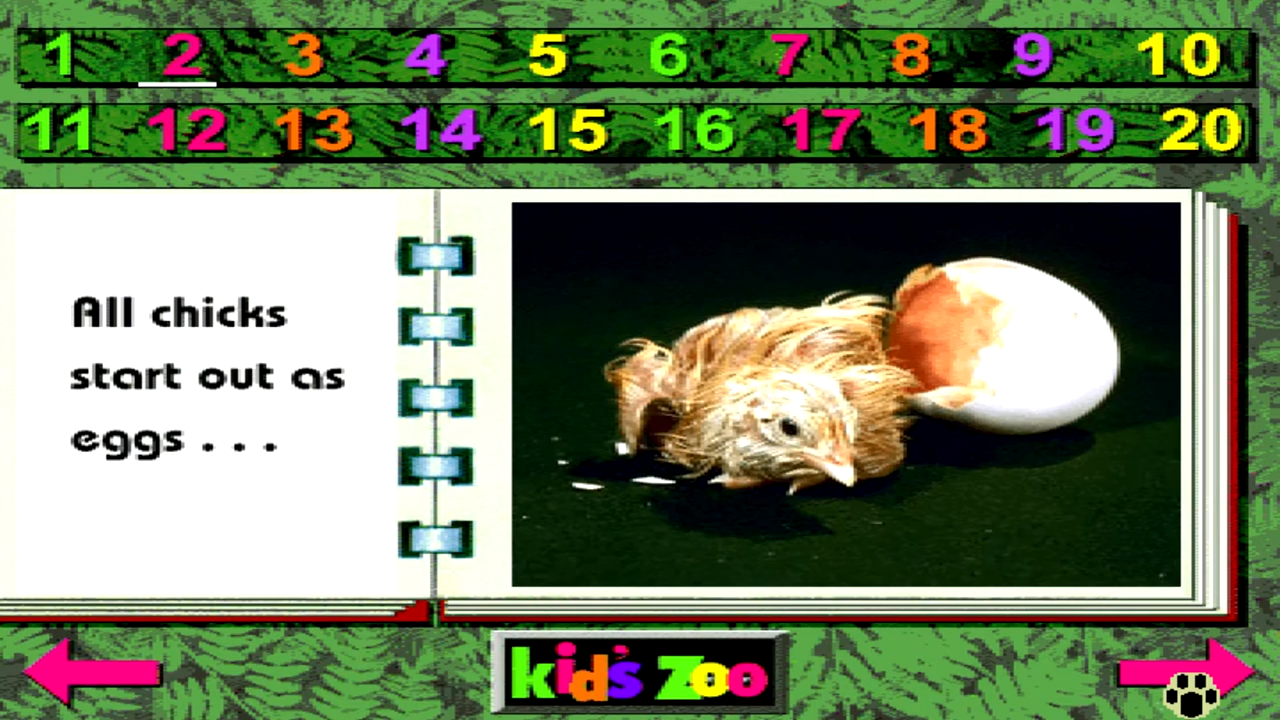 1 2 3 4 5 6 7 8 9 10
11 12 13 14 15 16 17 18 19 20
All chicks
start out as
eggs . . .
kid's Zoo